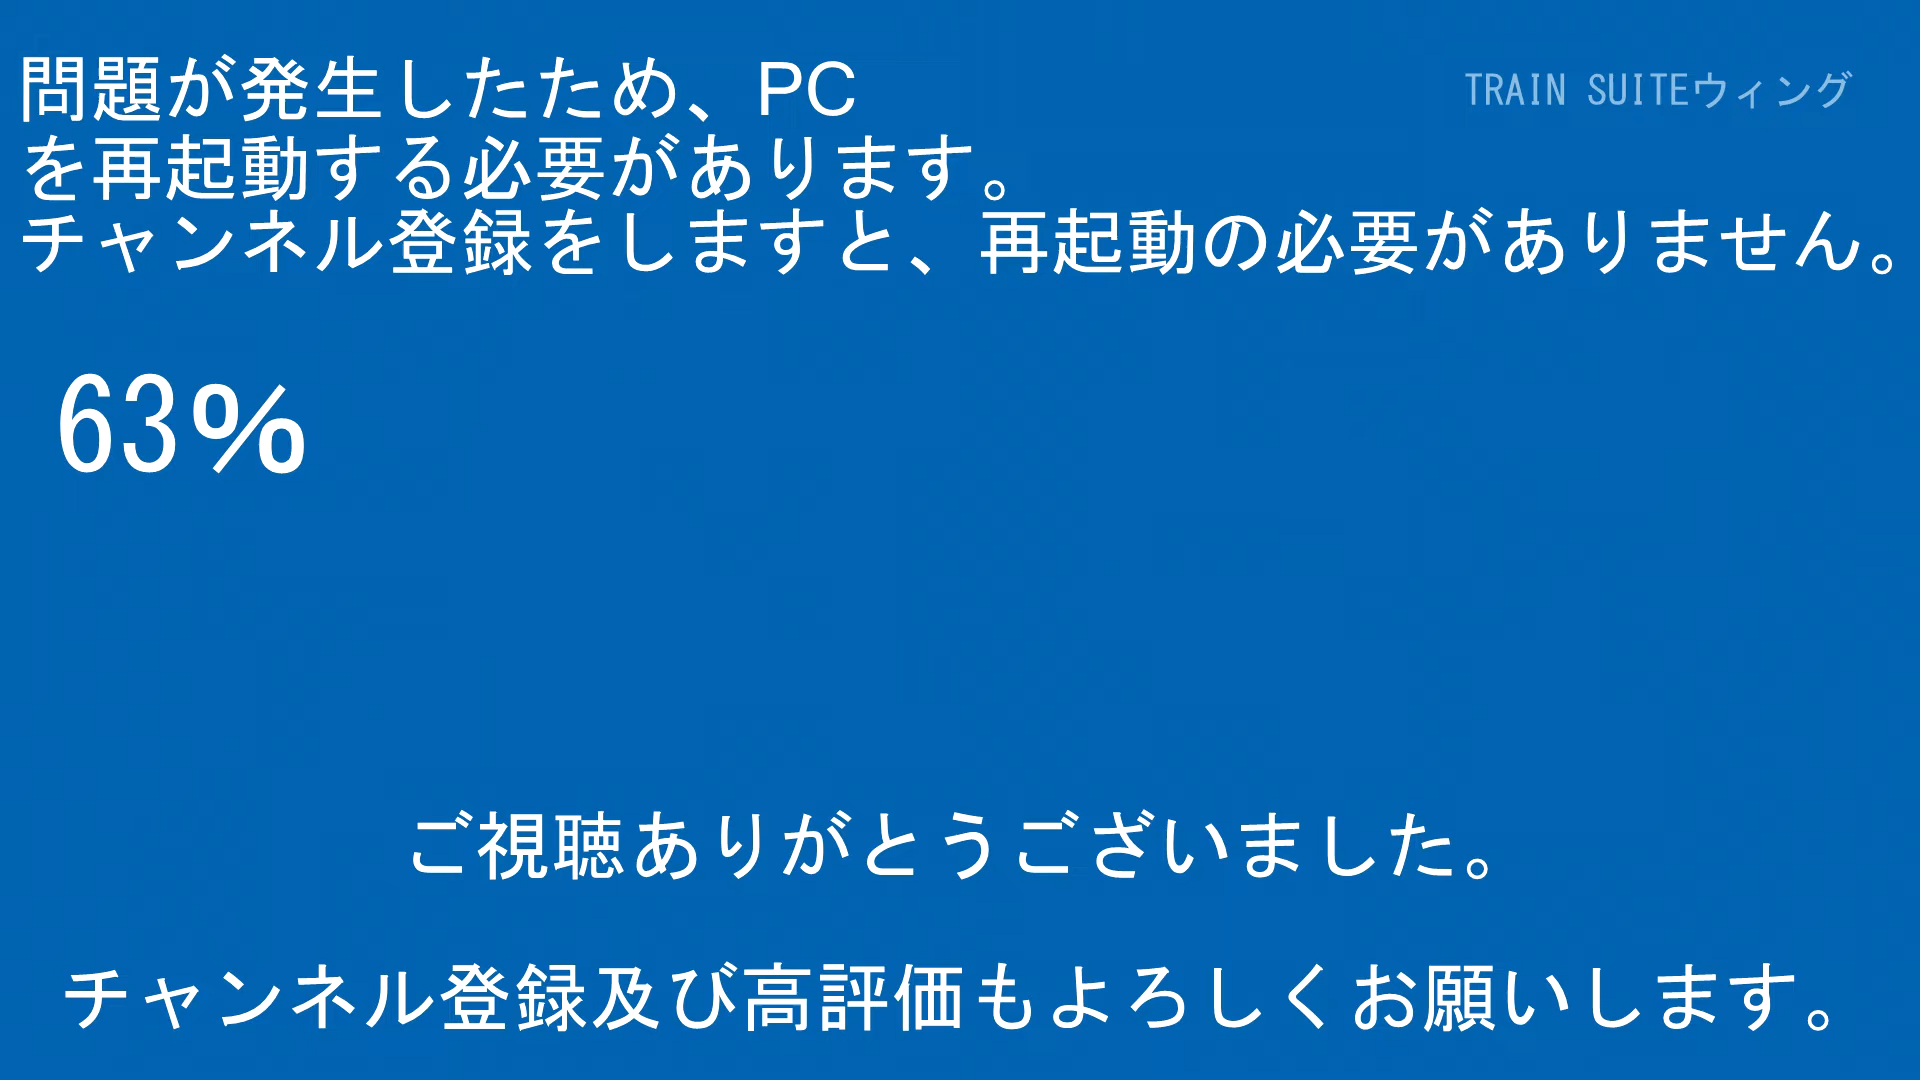 問題が発生したため、PC
TRAIN SUITEウィング
を再起動する必要があります。
チャンネル登録をしますと、再起動の必要がありません。
63%
ご視聴ありがとうございました。
チャンネル登録及び高評価もよろしくお願いします。